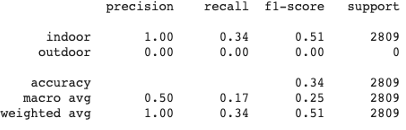 precision recall f1-score support
indoor 1.00 0.34 0.51 2809
outdoor 0.00 0.00 0.00 0
accuracy 0.34 2809
macro avg 0.50 0.17 0.25 2809
weighted avg 1.00 0.34 0.51 2809